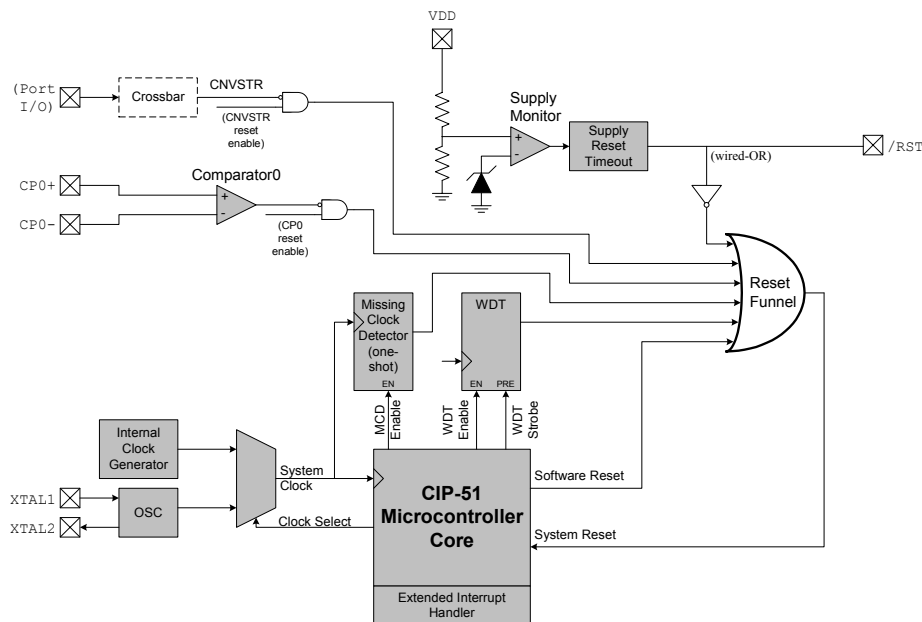 VDD
(Port
I/O)
Crossbar
CNVSTR
(CNVSTR
reset
enable)
Supply
Monitor
+
-
Supply
Reset
Timeout
(wired-OR)
/RST
CP0+
CP0-
Comparator0
+
-
(CP0
reset
enable)
Reset
Funnel
Missing
Clock
Detector
(one-
shot)
EN
WDT
EN
PRE
MCD
Enable
WDT
Enable
WDT
Strobe
Internal
Clock
Generator
System
Clock
XTAL1
XTAL2
OSC
Clock Select
CIP-51
Microcontroller
Core
Software Reset
System Reset
Extended Interrupt
Handler